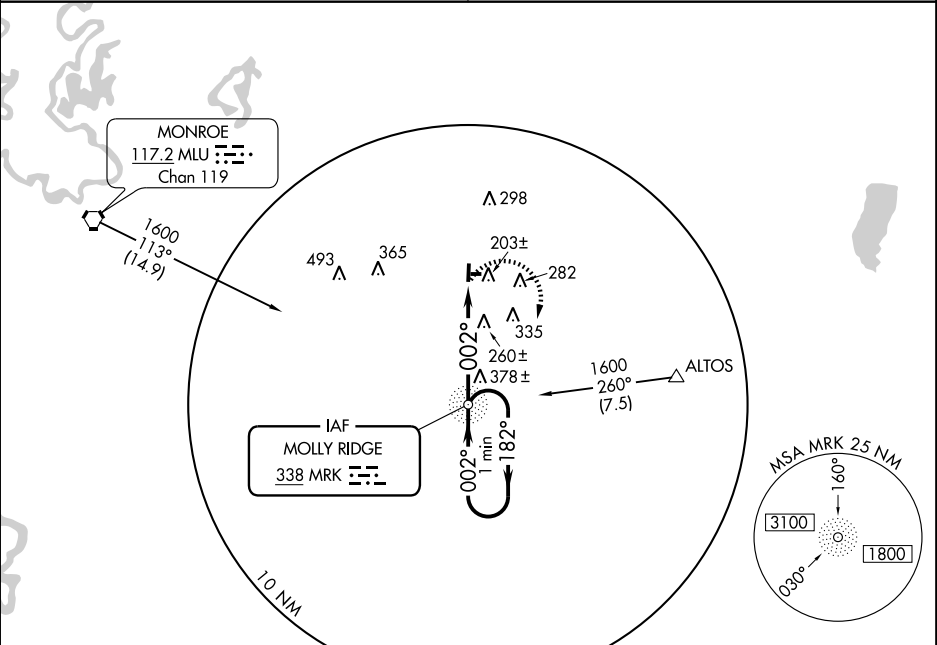 MONROE
117.2 MLU
Chan 119
1600
113°
(14.9)
298
203±
493
365
282
335
260±
378±
002°
1600
260°
(7.5)
ALTOS
IAF
MOLLY RIDGE
338 MRK
002°
1 min
182°
10 NM
MSA MRK 25 NM
160°
3100
1800
030°